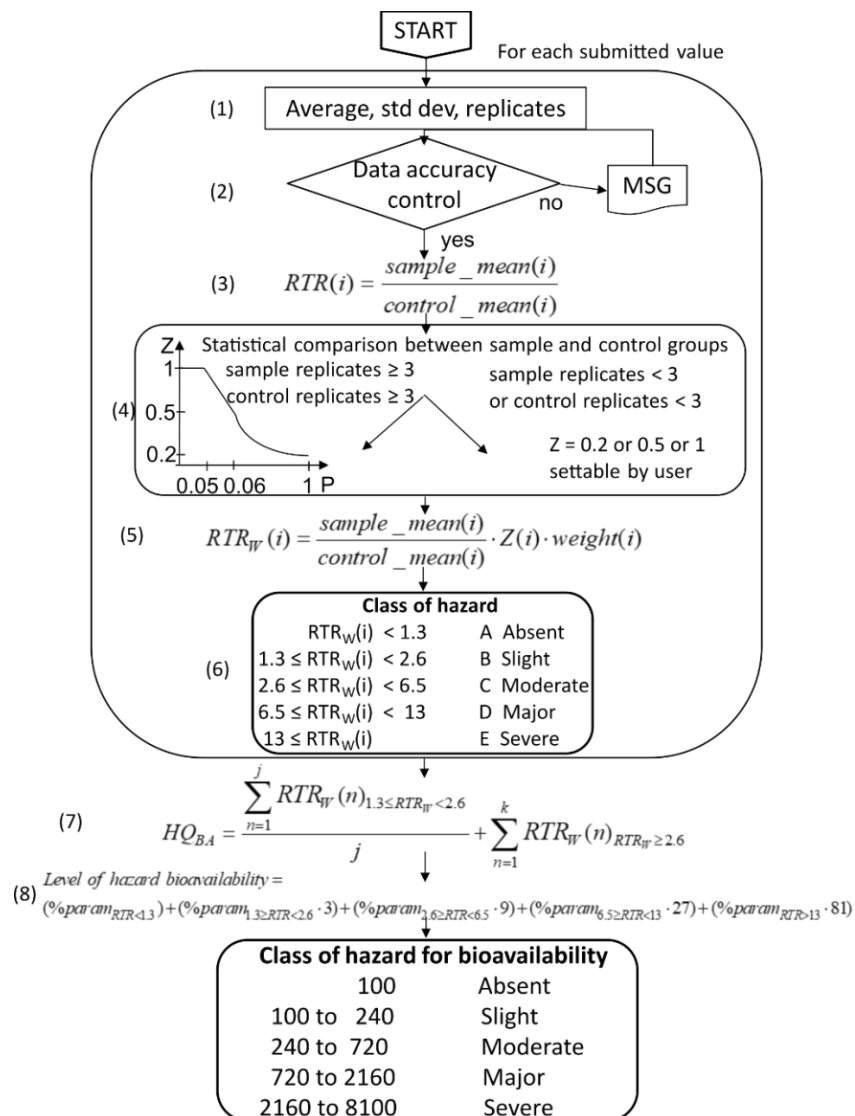 START
For each submitted value
(1) Average, std dev, replicates
(2) Data accuracy control
no
MSG
yes
(3) RTR(i) = sample_mean(i) / control_mean(i)
(4)
Statistical comparison between sample and control groups
sample replicates ≥ 3
control replicates ≥ 3
sample replicates < 3
or control replicates < 3
Z
1
0.5
0.2
0.05 0.06 1 P
Z = 0.2 or 0.5 or 1
settable by user
(5) RTR_W(i) = sample_mean(i) / control_mean(i) · Z(i) · weight(i)
(6)
Class of hazard
RTR_W(i) < 1.3 A Absent
1.3 ≤ RTR_W(i) < 2.6 B Slight
2.6 ≤ RTR_W(i) < 6.5 C Moderate
6.5 ≤ RTR_W(i) < 13 D Major
13 ≤ RTR_W(i) E Severe
(7) HQ_BA = ∑_{n=1}^{j} RTR_W(n)_{1.3≤RTR_W<2.6} / j + ∑_{n=1}^{k} RTR_W(n)_{RTR_W≥2.6}
(8) Level of hazard bioavailability =
(%param_{RTR<1.3}) + (%param_{1.3≥RTR<2.6} · 3) + (%param_{2.6≥RTR<6.5} · 9) + (%param_{6.5≥RTR<13} · 27) + (%param_{RTR>13} · 81)
Class of hazard for bioavailability
100 Absent
100 to 240 Slight
240 to 720 Moderate
720 to 2160 Major
2160 to 8100 Severe